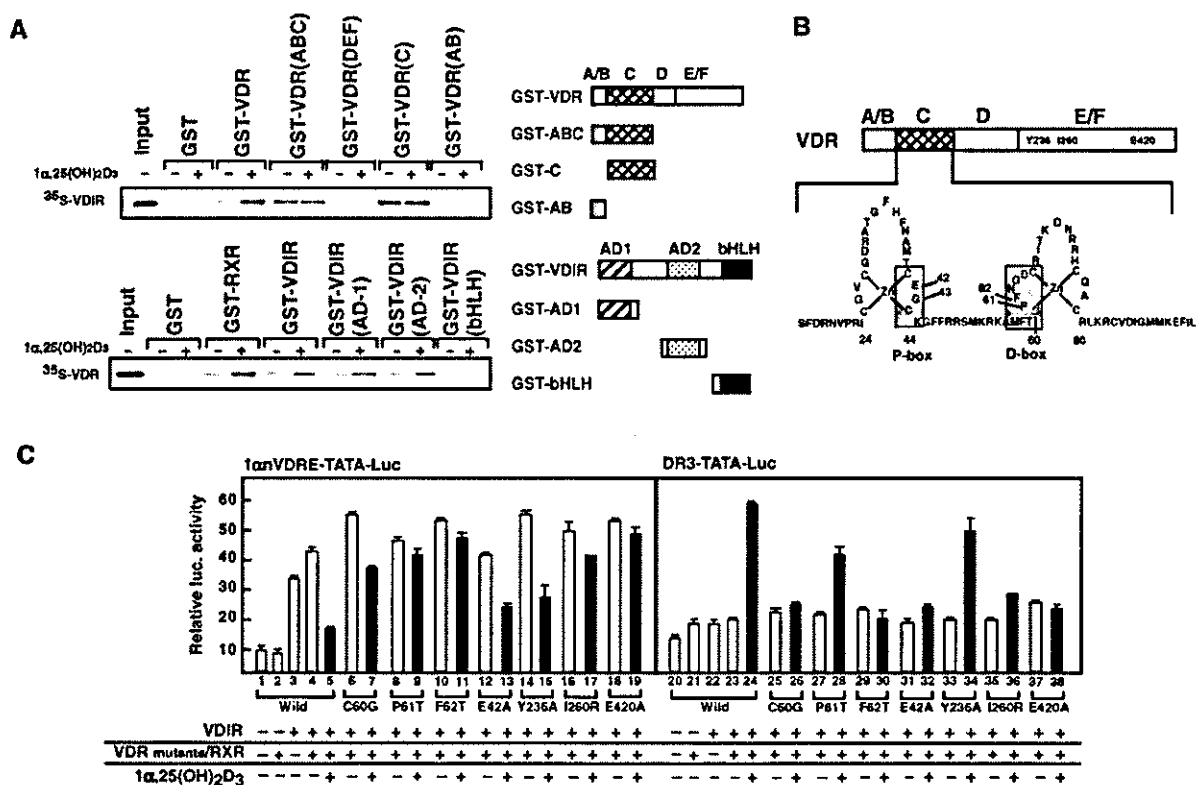 A
Input
GST
GST-VDR
GST-VDR(ABC)
GST-VDR(DEF)
GST-VDR(C)
GST-VDR(AB)
1α,25(OH)2D3 – + – + – + – + – + – +
35S-VDIR
Input
GST
GST-RXR
GST-VDIR
GST-VDIR (AD-1)
GST-VDIR (AD-2)
GST-VDIR (bHLH)
1α,25(OH)2D3 – + – + – + – + – + – +
35S-VDR
A/B C D E/F
GST-VDR
GST-ABC
GST-C
GST-AB
AD1 AD2 bHLH
GST-VDIR
GST-AD1
GST-AD2
GST-bHLH
B
A/B C D E/F
VDR
Y236 I260 E420
SFDRNVPRI
C V G C G D R A T G F H F N A M T C E G C
Zn
42
43
KGFFRRSMKRKAMFTI
62
61
Zn
RLKRCVDIGMMKEFIL
24 44 60 80
P-box D-box
C
1αnVDRE-TATA-Luc
DR3-TATA-Luc
Relative luc. activity
60
50
40
30
20
10
1 2 3 4 5 6 7 8 9 10 11 12 13 14 15 16 17 18 19 20 21 22 23 24 25 26 27 28 29 30 31 32 33 34 35 36 37 38
Wild C60G P61T F62T E42A Y236A I260R E420A Wild C60G P61T F62T E42A Y236A I260R E420A
VDIR – – + + + + + + + + + + + + + + + + + – – + + + + + + + + + + + + + + + + +
VDR mutants/RXR – + – + + + + + + + + + + + + + + + + – + – + + + + + + + + + + + + + + + +
1α,25(OH)2D3 – – – – + – + – + – + – + – + – + – + – – – – + – + – + – + – + – + – + – +